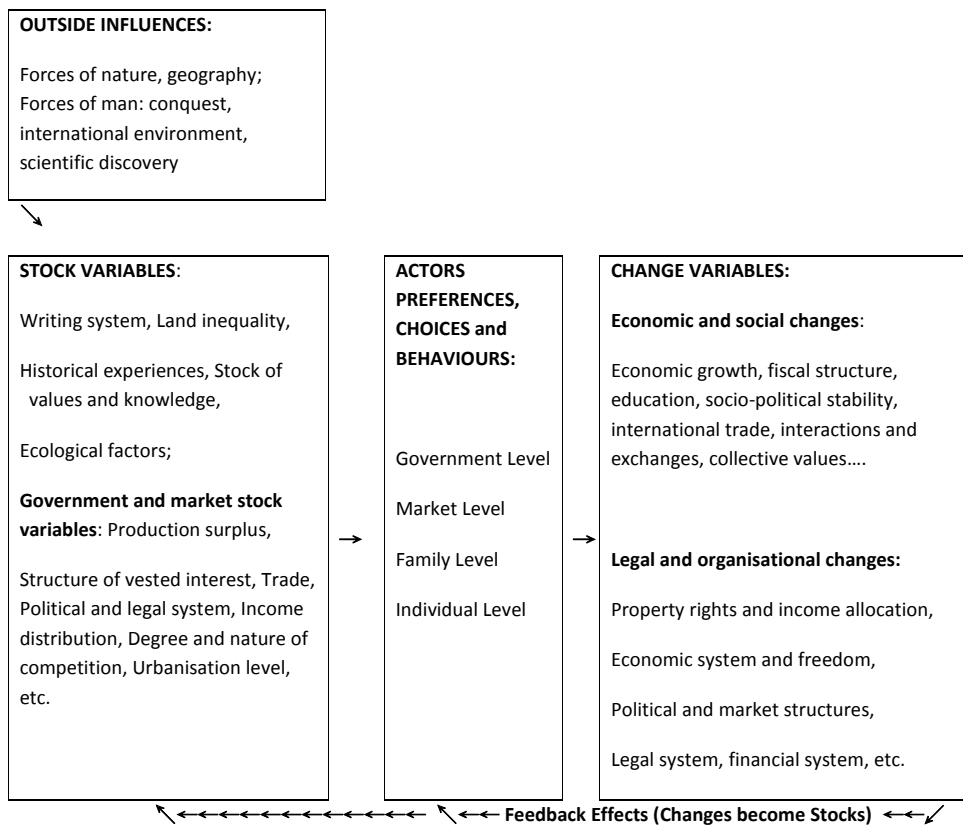 OUTSIDE INFLUENCES:
Forces of nature, geography;
Forces of man: conquest,
international environment,
scientific discovery
STOCK VARIABLES:
Writing system, Land inequality,
Historical experiences, Stock of
values and knowledge,
Ecological factors;
Government and market stock
variables: Production surplus,
Structure of vested interest, Trade,
Political and legal system, Income
distribution, Degree and nature of
competition, Urbanisation level,
etc.
ACTORS
PREFERENCES,
CHOICES and
BEHAVIOURS:
Government Level
Market Level
Family Level
Individual Level
CHANGE VARIABLES:
Economic and social changes:
Economic growth, fiscal structure,
education, socio-political stability,
international trade, interactions and
exchanges, collective values….
Legal and organisational changes:
Property rights and income allocation,
Economic system and freedom,
Political and market structures,
Legal system, financial system, etc.
Feedback Effects (Changes become Stocks)